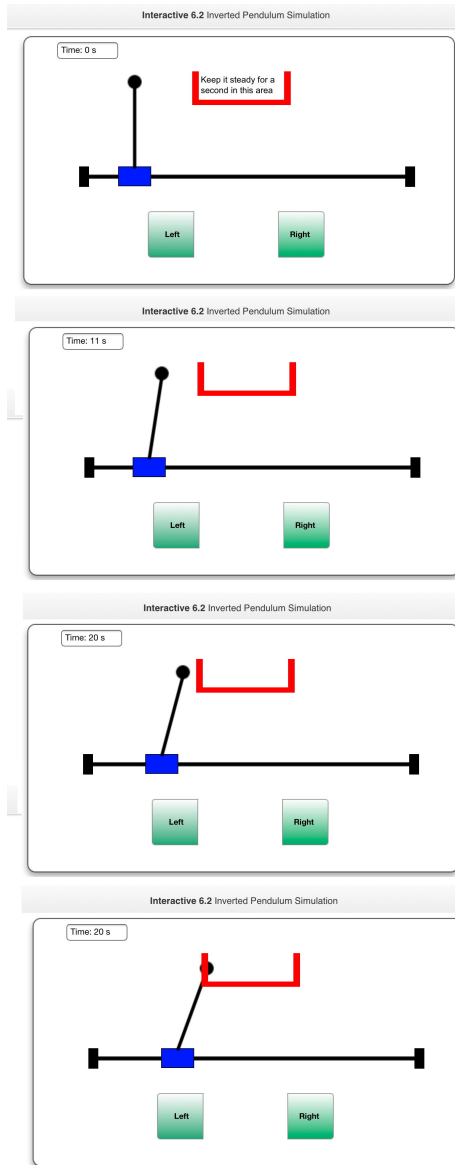 Interactive 6.2 Inverted Pendulum Simulation
Time: 0 s
Keep it steady for a
second in this area
Left
Right
Interactive 6.2 Inverted Pendulum Simulation
Time: 11 s
Left
Right
Interactive 6.2 Inverted Pendulum Simulation
Time: 20 s
Left
Right
Interactive 6.2 Inverted Pendulum Simulation
Time: 20 s
Left
Right